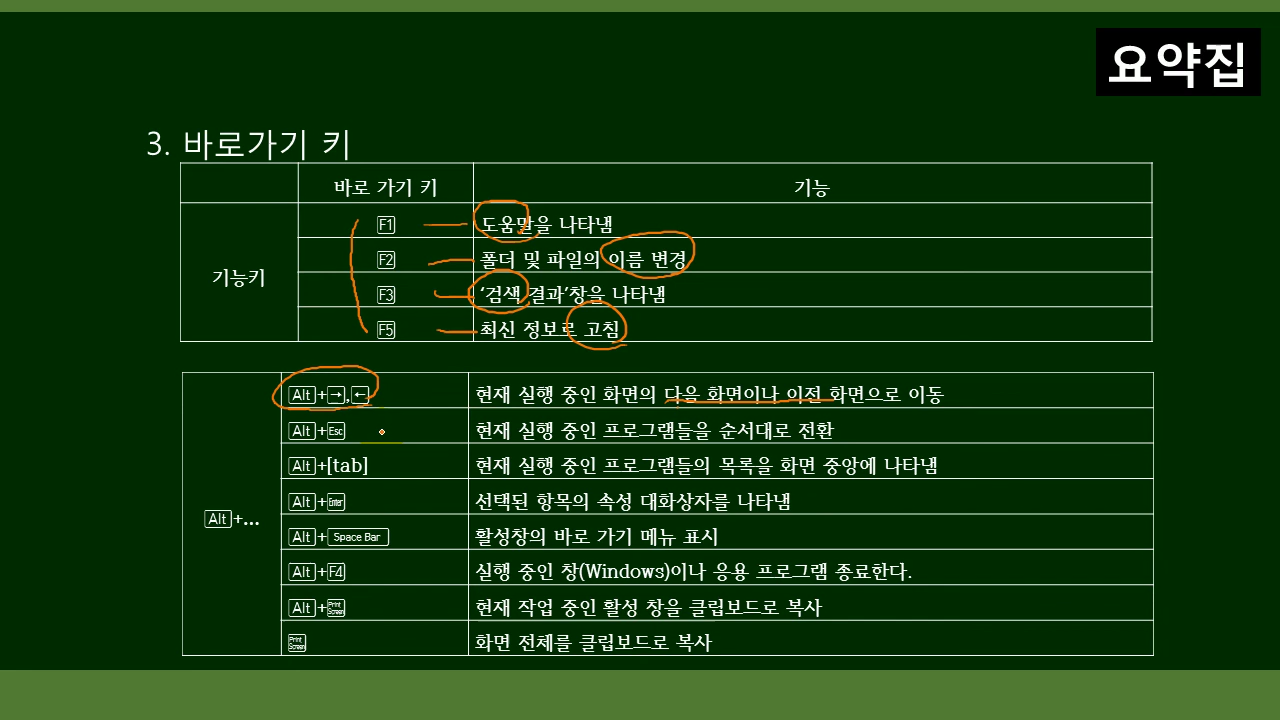 요약집
3. 바로가기 키
바로 가기 키 기능
기능키
F1 도움말을 나타냄
F2 폴더 및 파일의 이름 변경
F3 ‘검색 결과’창을 나타냄
F5 최신 정보로 고침
Alt+...
Alt+→,← 현재 실행 중인 화면의 다음 화면이나 이전 화면으로 이동
Alt+Esc 현재 실행 중인 프로그램들을 순서대로 전환
Alt+[tab] 현재 실행 중인 프로그램들의 목록을 화면 중앙에 나타냄
Alt+Enter 선택된 항목의 속성 대화상자를 나타냄
Alt+Space Bar 활성창의 바로 가기 메뉴 표시
Alt+F4 실행 중인 창(Windows)이나 응용 프로그램 종료한다.
Alt+Print Screen 현재 작업 중인 활성 창을 클립보드로 복사
Print Screen 화면 전체를 클립보드로 복사